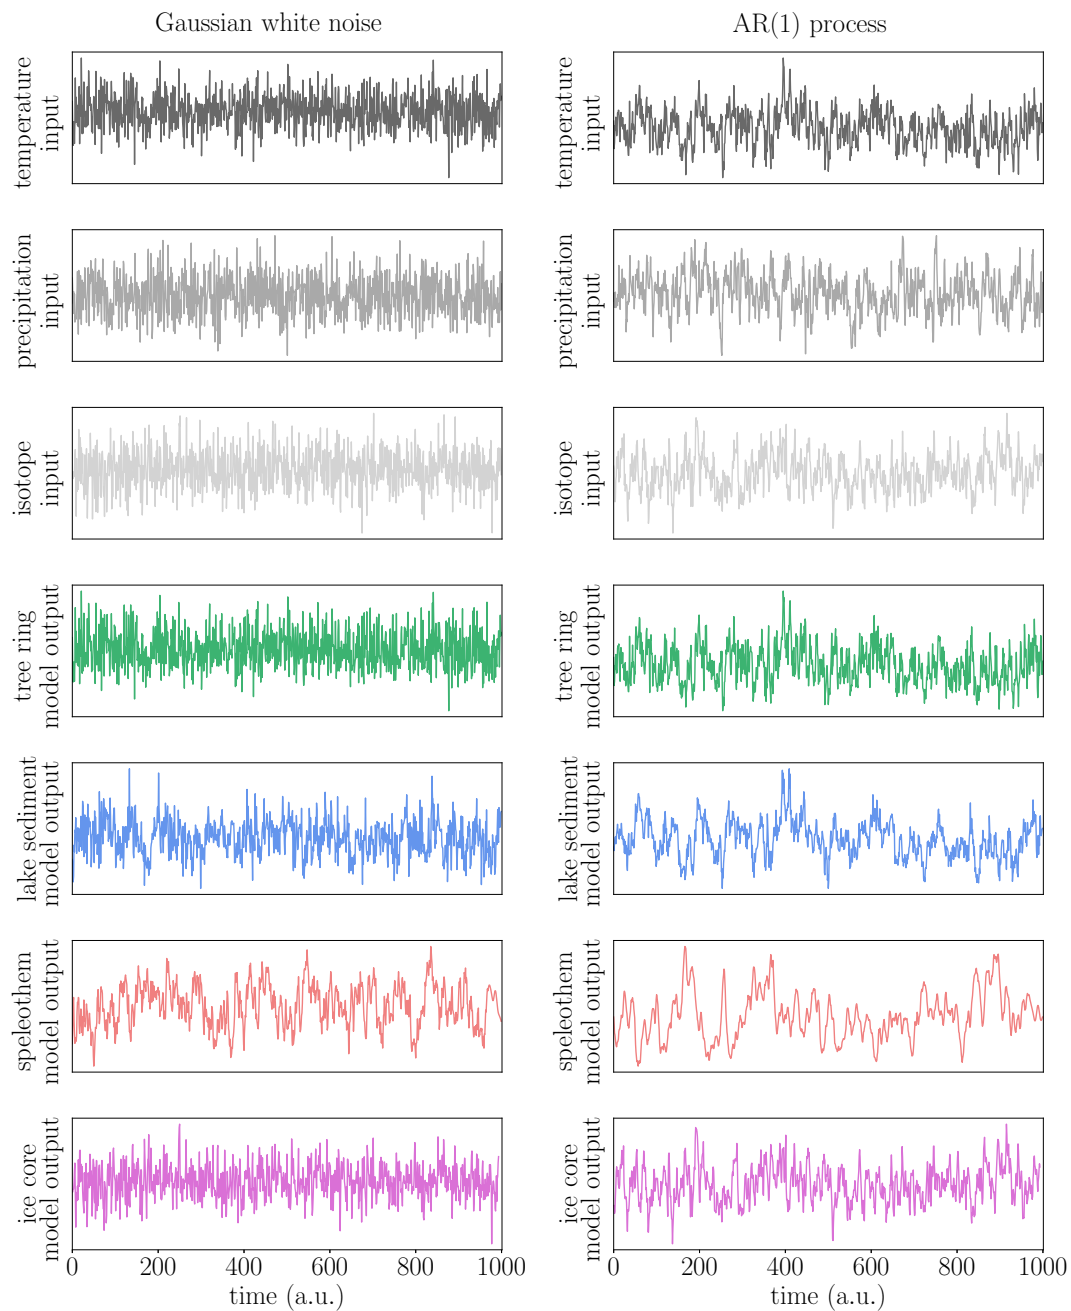 Gaussian white noise
AR(1) process
temperature
input
temperature
input
precipitation
input
precipitation
input
isotope
input
isotope
input
tree ring
model output
tree ring
model output
lake sediment
model output
lake sediment
model output
speleothem
model output
speleothem
model output
ice core
model output
ice core
model output
0 200 400 600 800 1000
0 200 400 600 800 1000
time (a.u.)
time (a.u.)